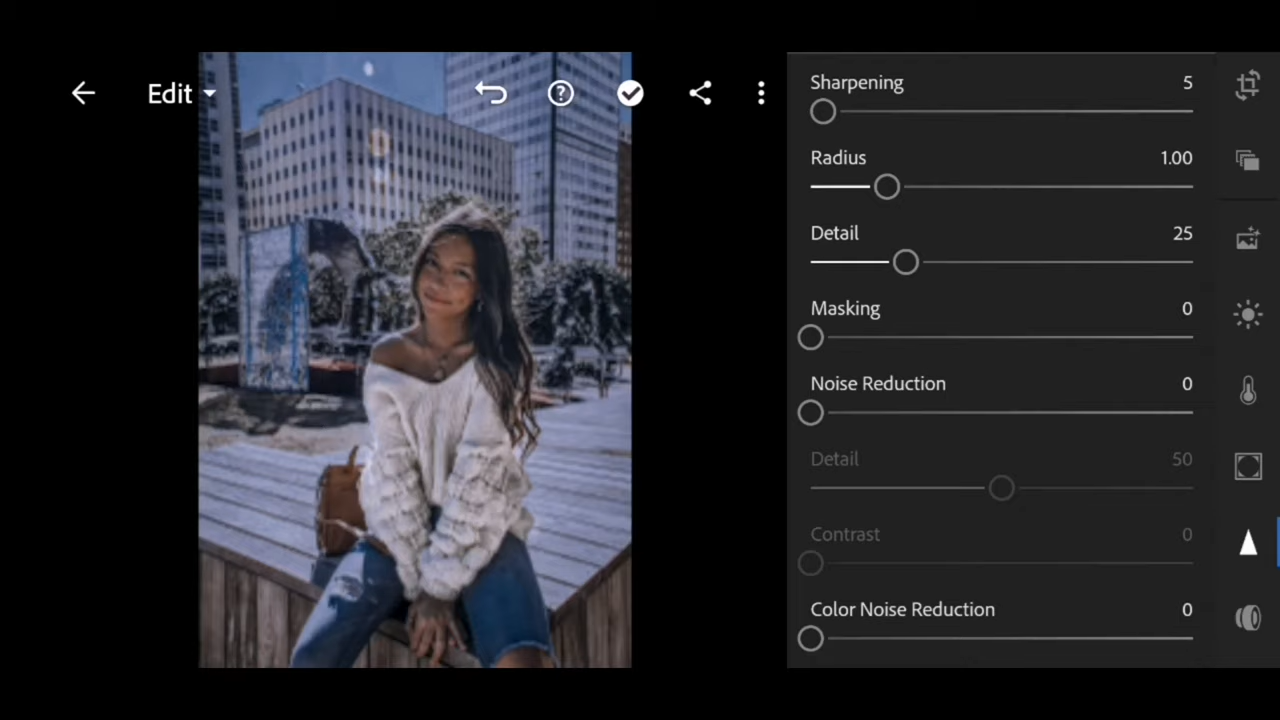 Edit
Sharpening 5
Radius 1.00
Detail 25
Masking 0
Noise Reduction 0
Detail 50
Contrast 0
Color Noise Reduction 0